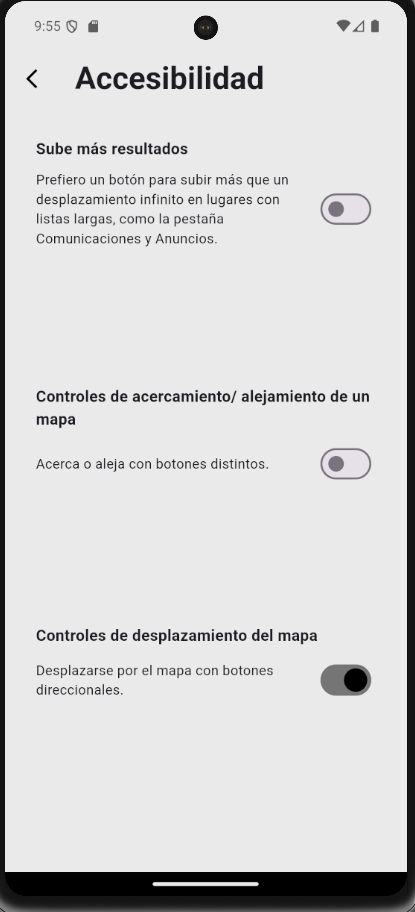 9:55
Accesibilidad
Sube más resultados
Prefiero un botón para subir más que un
desplazamiento infinito en lugares con
listas largas, como la pestaña
Comunicaciones y Anuncios.
Controles de acercamiento/ alejamiento de un
mapa
Acerca o aleja con botones distintos.
Controles de desplazamiento del mapa
Desplazarse por el mapa con botones
direccionales.